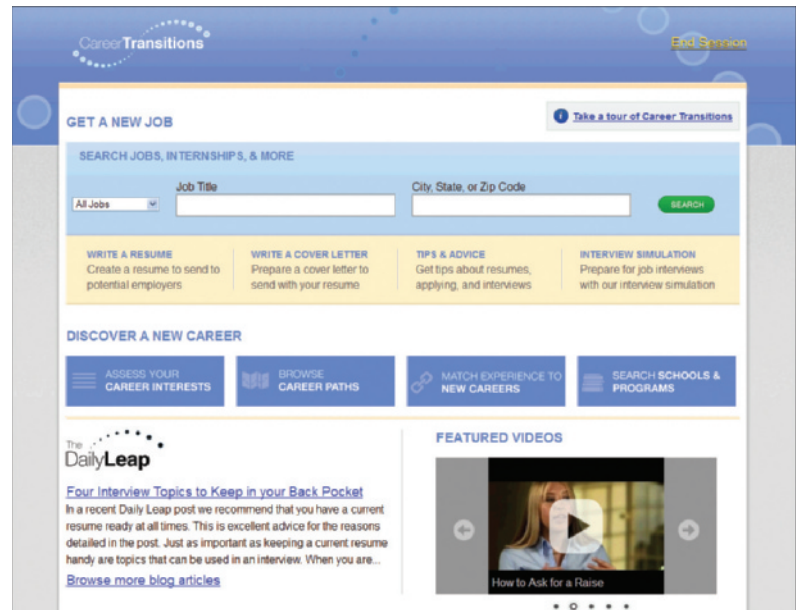 CareerTransitions
End Session
GET A NEW JOB
Take a tour of Career Transitions
SEARCH JOBS, INTERNSHIPS, & MORE
Job Title
City, State, or Zip Code
All Jobs
SEARCH
WRITE A RESUME
Create a resume to send to
potential employers
WRITE A COVER LETTER
Prepare a cover letter to
send with your resume
TIPS & ADVICE
Get tips about resumes,
applying, and interviews
INTERVIEW SIMULATION
Prepare for job interviews
with our interview simulation
DISCOVER A NEW CAREER
ASSESS YOUR
CAREER INTERESTS
BROWSE
CAREER PATHS
MATCH EXPERIENCE TO
NEW CAREERS
SEARCH SCHOOLS &
PROGRAMS
The
DailyLeap
Four Interview Topics to Keep in your Back Pocket
In a recent Daily Leap post we recommend that you have a current
resume ready at all times. This is excellent advice for the reasons
detailed in the post. Just as important as keeping a current resume
handy are topics that can be used in an interview. When you are...
Browse more blog articles
FEATURED VIDEOS
How to Ask for a Raise